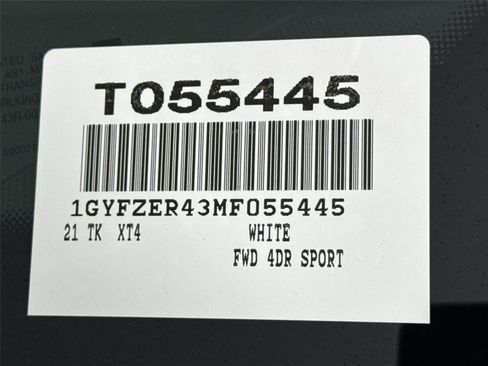 T055445
1GYFZER43MF055445
21 TK XT4 WHITE
FWD 4DR SPORT